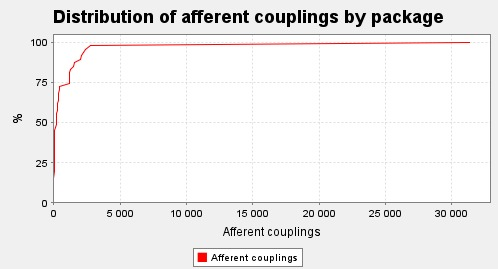 Distribution of afferent couplings by package
100
75
50
25
0
%
0 5 000 10 000 15 000 20 000 25 000 30 000
Afferent couplings
Afferent couplings